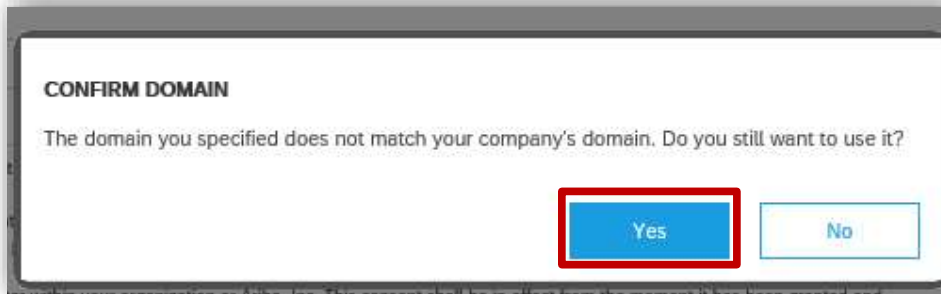 CONFIRM DOMAIN
The domain you specified does not match your company's domain. Do you still want to use it?
Yes No